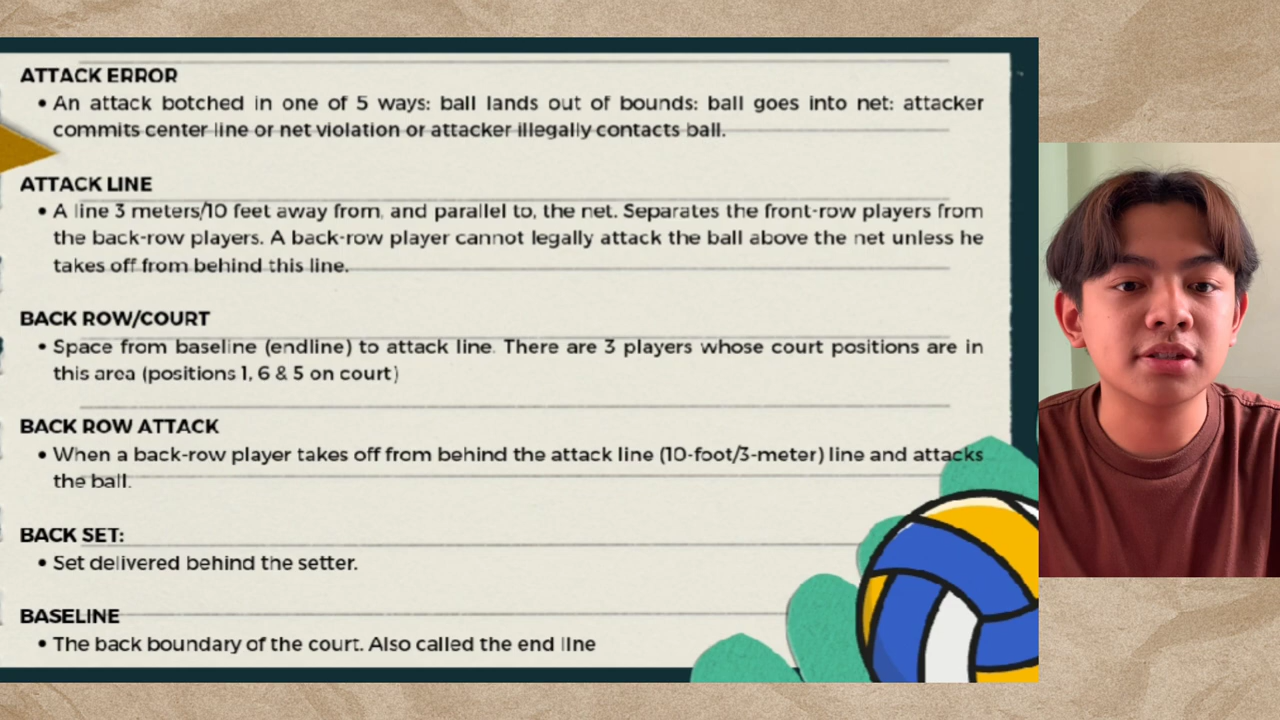 ATTACK ERROR
• An attack botched in one of 5 ways: ball lands out of bounds: ball goes into net: attacker
commits center line or net violation or attacker illegally contacts ball.
ATTACK LINE
• A line 3 meters/10 feet away from, and parallel to, the net. Separates the front-row players from
the back-row players. A back-row player cannot legally attack the ball above the net unless he
takes off from behind this line.
BACK ROW/COURT
• Space from baseline (endline) to attack line. There are 3 players whose court positions are in
this area (positions 1, 6 & 5 on court)
BACK ROW ATTACK
• When a back-row player takes off from behind the attack line (10-foot/3-meter) line and attacks
the ball.
BACK SET:
• Set delivered behind the setter.
BASELINE
• The back boundary of the court. Also called the end line